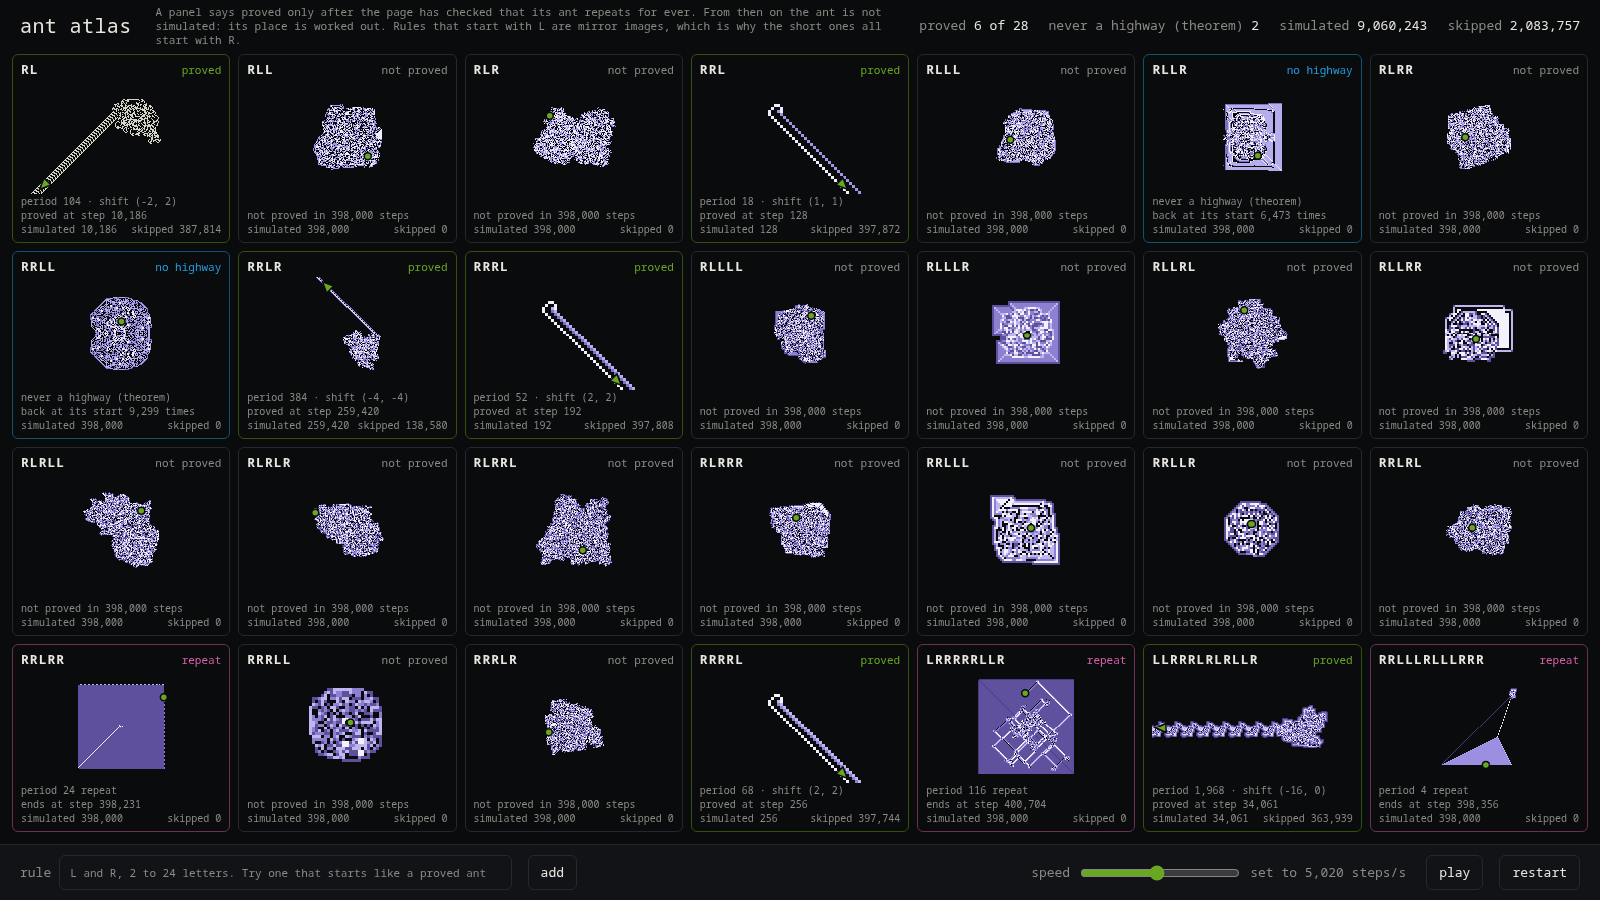 ant atlas
A panel says proved only after the page has checked that its ant repeats for ever. From then on the ant is not
simulated: its place is worked out. Rules that start with L are mirror images, which is why the short ones all
start with R.
proved 6 of 28 never a highway (theorem) 2 simulated 9,060,243 skipped 2,083,757
RL proved
period 104 · shift (-2, 2)
proved at step 10,186
simulated 10,186 skipped 387,814
RLL not proved
not proved in 398,000 steps
simulated 398,000 skipped 0
RLR not proved
not proved in 398,000 steps
simulated 398,000 skipped 0
RRL proved
period 18 · shift (1, 1)
proved at step 128
simulated 128 skipped 397,872
RLLL not proved
not proved in 398,000 steps
simulated 398,000 skipped 0
RLLR no highway
never a highway (theorem)
back at its start 6,473 times
simulated 398,000 skipped 0
RLRR not proved
not proved in 398,000 steps
simulated 398,000 skipped 0
RRLL no highway
never a highway (theorem)
back at its start 9,299 times
simulated 398,000 skipped 0
RRLR proved
period 384 · shift (-4, -4)
proved at step 259,420
simulated 259,420 skipped 138,580
RRRL proved
period 52 · shift (2, 2)
proved at step 192
simulated 192 skipped 397,808
RLLLL not proved
not proved in 398,000 steps
simulated 398,000 skipped 0
RLLLR not proved
not proved in 398,000 steps
simulated 398,000 skipped 0
RLLRL not proved
not proved in 398,000 steps
simulated 398,000 skipped 0
RLLRR not proved
not proved in 398,000 steps
simulated 398,000 skipped 0
RLRLL not proved
not proved in 398,000 steps
simulated 398,000 skipped 0
RLRLR not proved
not proved in 398,000 steps
simulated 398,000 skipped 0
RLRRL not proved
not proved in 398,000 steps
simulated 398,000 skipped 0
RLRRR not proved
not proved in 398,000 steps
simulated 398,000 skipped 0
RRLLL not proved
not proved in 398,000 steps
simulated 398,000 skipped 0
RRLLR not proved
not proved in 398,000 steps
simulated 398,000 skipped 0
RRLRL not proved
not proved in 398,000 steps
simulated 398,000 skipped 0
RRLRR repeat
period 24 repeat
ends at step 398,231
simulated 398,000 skipped 0
RRRLL not proved
not proved in 398,000 steps
simulated 398,000 skipped 0
RRRLR not proved
not proved in 398,000 steps
simulated 398,000 skipped 0
RRRRL proved
period 68 · shift (2, 2)
proved at step 256
simulated 256 skipped 397,744
LRRRRRLLR repeat
period 116 repeat
ends at step 400,704
simulated 398,000 skipped 0
LLRRRLRLRLLR proved
period 1,968 · shift (-16, 0)
proved at step 34,061
simulated 34,061 skipped 363,939
RRLLLRLLLRRR repeat
period 4 repeat
ends at step 398,356
simulated 398,000 skipped 0
rule L and R, 2 to 24 letters. Try one that starts like a proved ant add speed set to 5,020 steps/s play restart